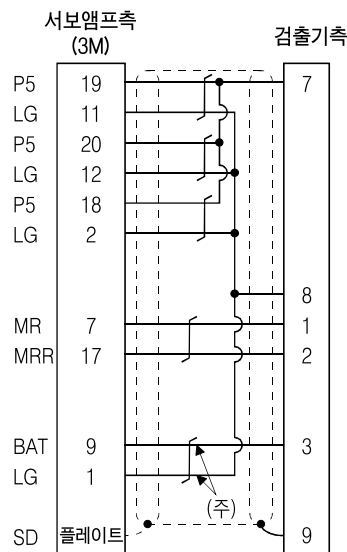 서보앰프측
(3M)
검출기측
P5 19 7
LG 11
P5 20
LG 12
P5 18
LG 2
8
MR 7 1
MRR 17 2
BAT 9 3
LG 1
(주)
SD 플레이트 9